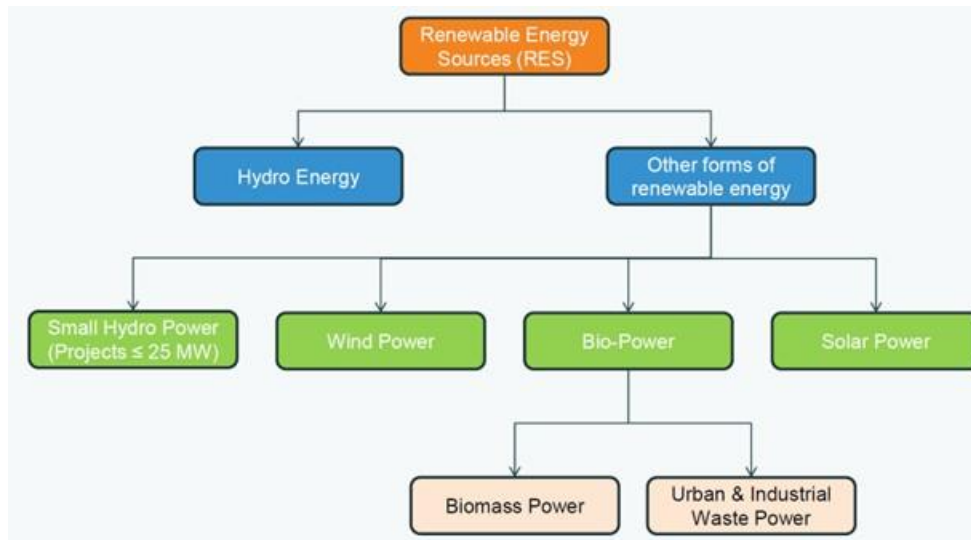 Renewable Energy
Sources (RES)
Hydro Energy
Other forms of
renewable energy
Small Hydro Power
(Projects ≤ 25 MW)
Wind Power
Bio-Power
Solar Power
Biomass Power
Urban & Industrial
Waste Power